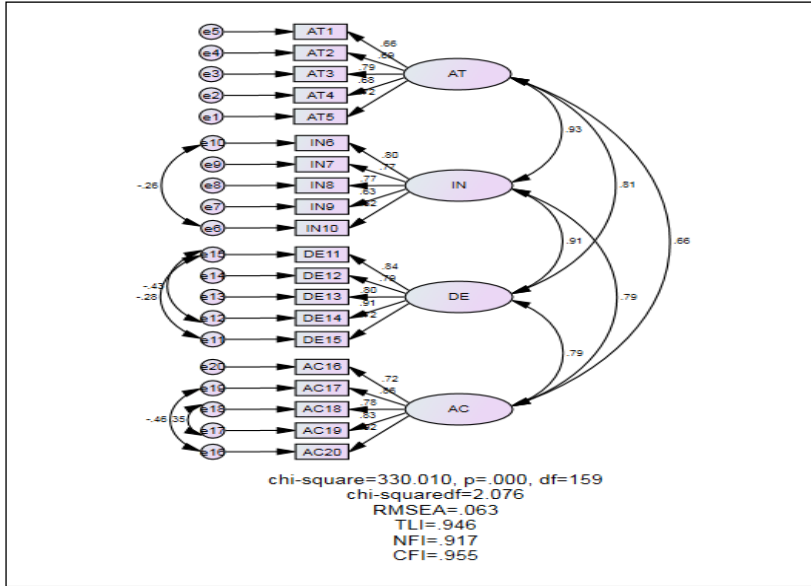 e5 AT1 .66
e4 AT2 .69
e3 AT3 .79 AT
e2 AT4 .68
e1 AT5
.93
e10 IN6 .80
e9 IN7 .77
-.26 e8 IN8 .77 IN .81
e7 IN9 .63
e6 IN10
.91 .66
e15 DE11 .84
e14 DE12 .79
-.43
-.28 e13 DE13 .80 DE .79
e12 DE14 .91
e11 DE15
.79
e20 AC16 .72
e19 AC17
e18 AC18 .78 AC
-.46 .35
e17 AC19
e16 AC20
chi-square=330.010, p=.000, df=159
chi-squaredf=2.076
RMSEA=.063
TLI=.946
NFI=.917
CFI=.955